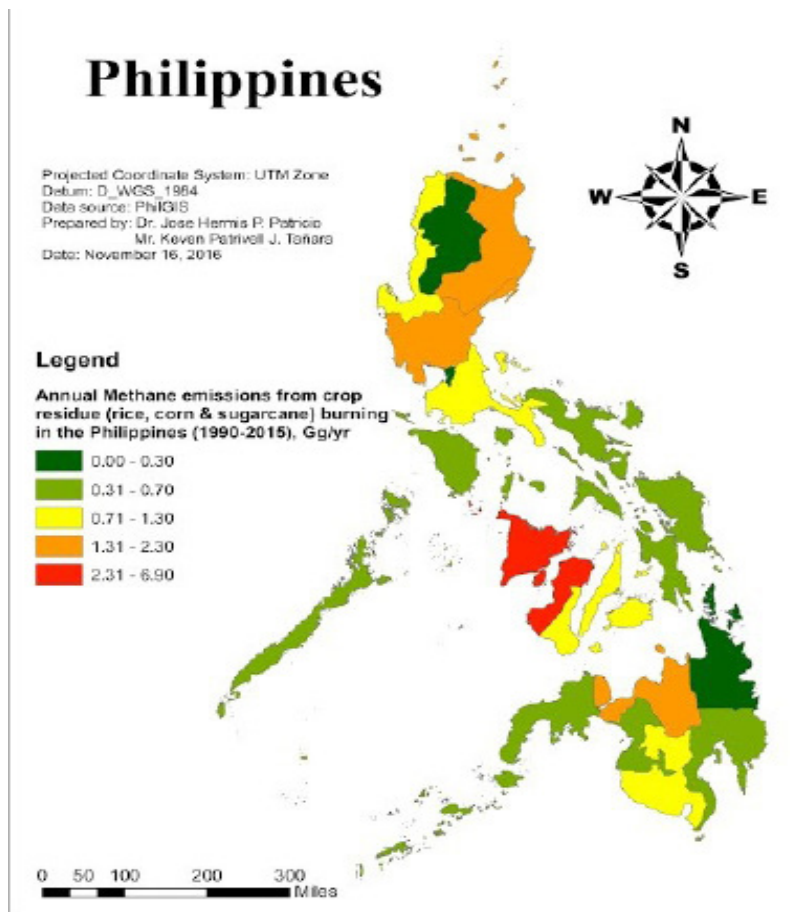 Philippines
N
W E
S
Projected Coordinate System: UTM Zone
Datum: D_WGS_1984
Data source: PhilGIS
Prepared by: Dr. Jose Hermis P. Patricio
Mr. Keven Patrivell J. Tañara
Date: November 16, 2016
Legend
Annual Methane emissions from crop
residue (rice, corn & sugarcane) burning
in the Philippines (1990-2015), Gg/yr
0.00 - 0.30
0.31 - 0.70
0.71 - 1.30
1.31 - 2.30
2.31 - 6.90
0 50 100 200 300
Miles